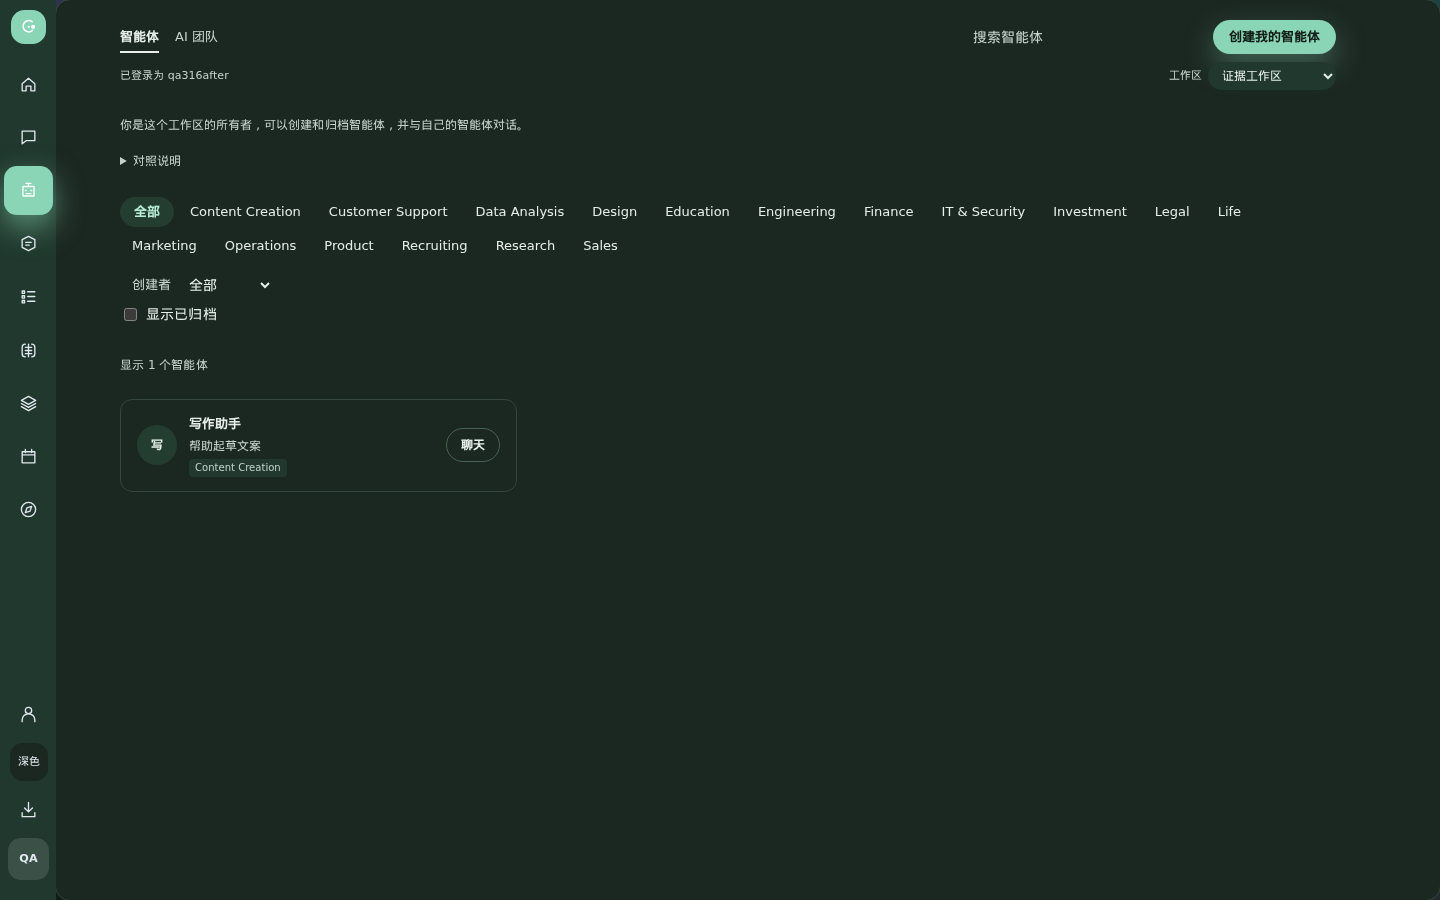 智能体 AI 团队 搜索智能体 创建我的智能体
已登录为 qa316after 工作区 证据工作区
你是这个工作区的所有者，可以创建和归档智能体，并与自己的智能体对话。
对照说明
全部 Content Creation Customer Support Data Analysis Design Education Engineering Finance IT & Security Investment Legal Life
Marketing Operations Product Recruiting Research Sales
创建者 全部
显示已归档
显示 1 个智能体
写作助手
写 帮助起草文案 聊天
Content Creation
深色
QA